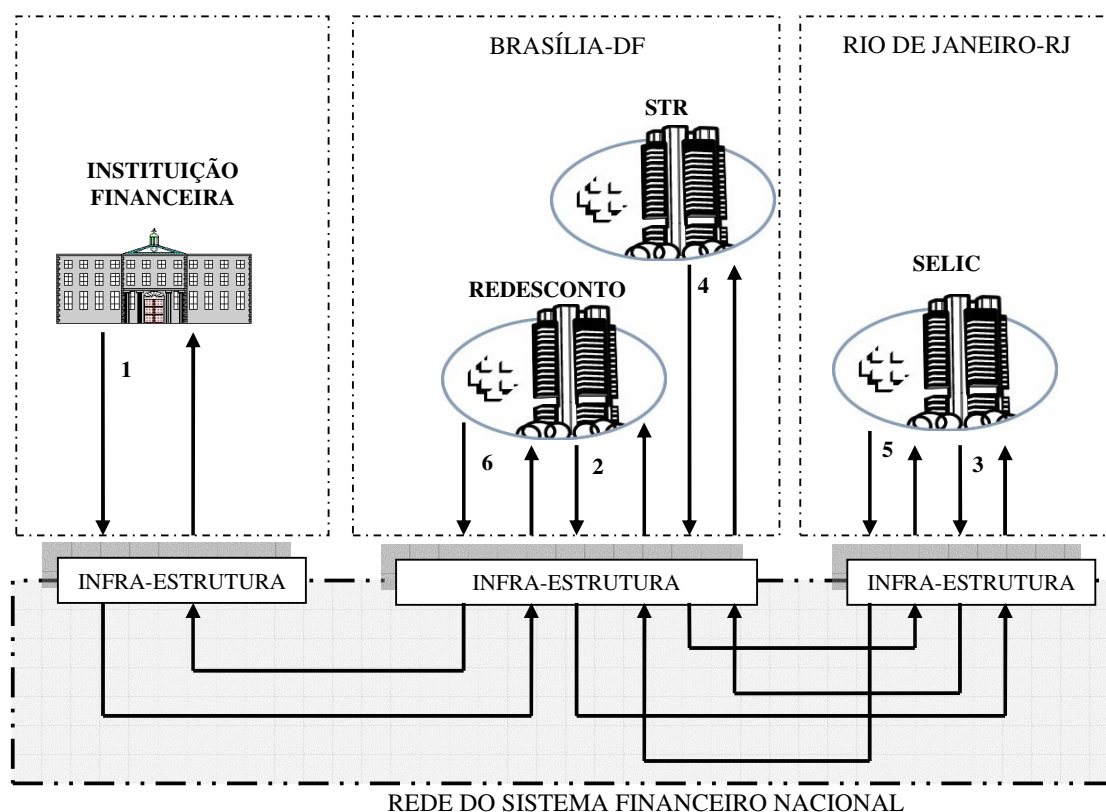 BRASÍLIA-DF
RIO DE JANEIRO-RJ
STR
INSTITUIÇÃO
FINANCEIRA
REDESCONTO
4
SELIC
1
6
2
5
3
INFRA-ESTRUTURA
INFRA-ESTRUTURA
INFRA-ESTRUTURA
REDE DO SISTEMA FINANCEIRO NACIONAL